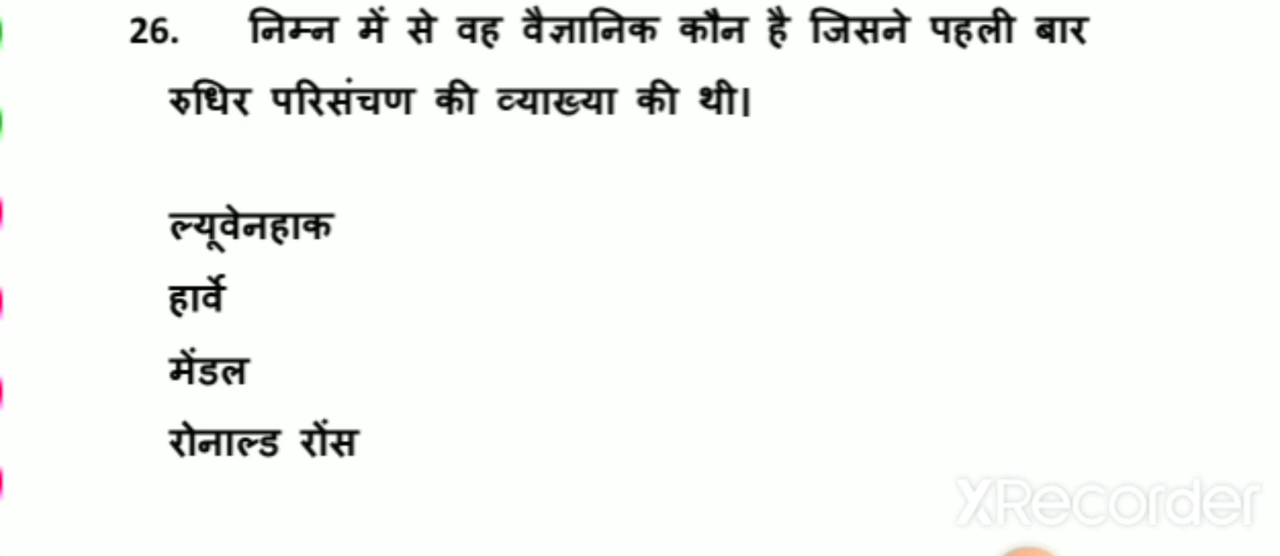 26. निम्न में से वह वैज्ञानिक कौन है जिसने पहली बार
रुधिर परिसंचण की व्याख्या की थी।
ल्यूवेनहाक
हार्वे
मेंडल
रोनाल्ड रोंस
XRecorder